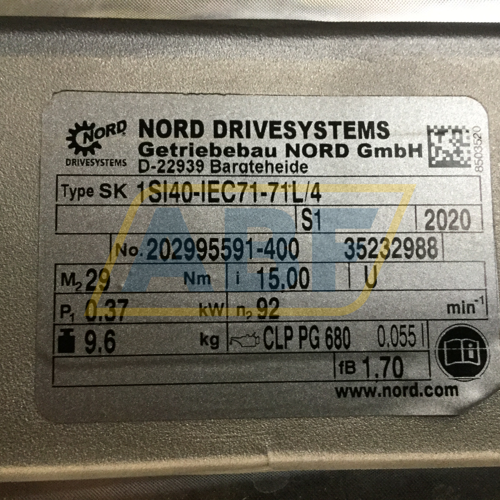 NORD
DRIVESYSTEMS
NORD DRIVESYSTEMS
Getriebebau NORD GmbH
D-22939 Bargteheide
6503520
Type SK 1SI40-IEC71-71L/4
S1 2020
No. 202995591-400 35232988
M2 29 Nm i 15.00 U
P1 0.37 kW n2 92 min-1
9.6 kg CLP PG 680 0,055 l
fB 1.70
www.nord.com
APF